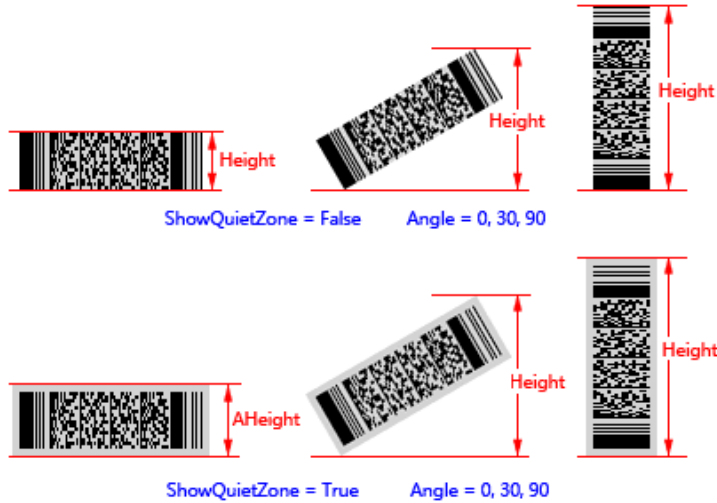 Height
Height
Height
ShowQuietZone = False Angle = 0, 30, 90
AHeight
Height
Height
ShowQuietZone = True Angle = 0, 30, 90